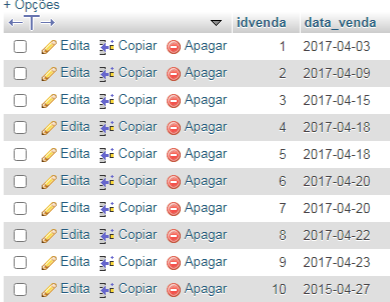 + Opções
←T→ ▼ idvenda data_venda
Edita Copiar Apagar 1 2017-04-03
Edita Copiar Apagar 2 2017-04-09
Edita Copiar Apagar 3 2017-04-15
Edita Copiar Apagar 4 2017-04-18
Edita Copiar Apagar 5 2017-04-18
Edita Copiar Apagar 6 2017-04-20
Edita Copiar Apagar 7 2017-04-20
Edita Copiar Apagar 8 2017-04-22
Edita Copiar Apagar 9 2017-04-23
Edita Copiar Apagar 10 2015-04-27